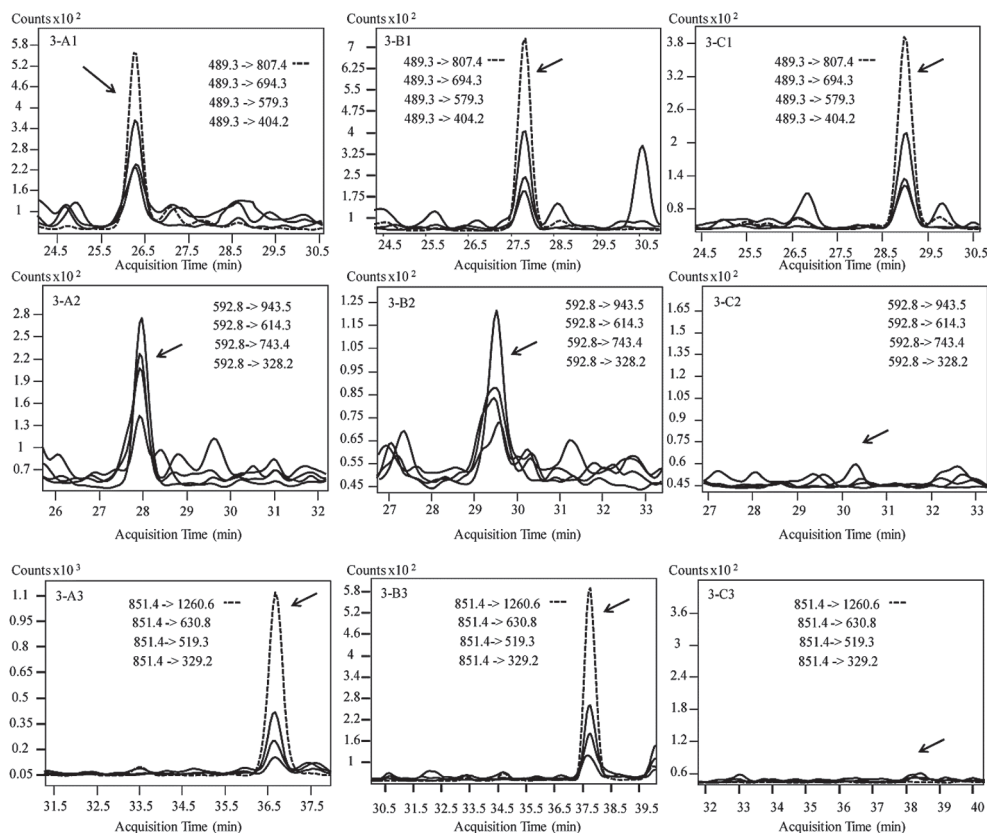 Counts x10²
3-A1
489.3 -> 807.4
489.3 -> 694.3
489.3 -> 579.3
489.3 -> 404.2
5.8
5.2
4.6
4
3.4
2.8
2.2
1.6
1
24.5 25.5 26.5 27.5 28.5 29.5 30.5
Acquisition Time (min)
Counts x10²
3-B1
489.3 -> 807.4
489.3 -> 694.3
489.3 -> 579.3
489.3 -> 404.2
7
6.25
5.5
4.75
4
3.25
2.5
1.75
1
24.5 25.5 26.5 27.5 28.5 29.5 30.5
Acquisition Time (min)
Counts x10²
3-C1
489.3 -> 807.4
489.3 -> 694.3
489.3 -> 579.3
489.3 -> 404.2
3.8
3.2
2.6
2
1.4
0.8
24.5 25.5 26.5 27.5 28.5 29.5 30.5
Acquisition Time (min)
Counts x10²
3-A2
592.8 -> 943.5
592.8 -> 614.3
592.8 -> 743.4
592.8 -> 328.2
2.8
2.5
2.2
1.9
1.6
1.3
1
0.7
26 27 28 29 30 31 32
Acquisition Time (min)
Counts x10²
3-B2
592.8 -> 943.5
592.8 -> 614.3
592.8 -> 743.4
592.8 -> 328.2
1.25
1.15
1.05
0.95
0.85
0.75
0.65
0.55
0.45
27 28 29 30 31 32 33
Acquisition Time (min)
Counts x10²
3-C2
592.8 -> 943.5
592.8 -> 614.3
592.8 -> 743.4
592.8 -> 328.2
1.65
1.5
1.35
1.2
1.05
0.9
0.75
0.6
0.45
27 28 29 30 31 32 33
Acquisition Time (min)
Counts x10³
3-A3
851.4 -> 1260.6
851.4 -> 630.8
851.4 -> 519.3
851.4 -> 329.2
1.1
0.95
0.8
0.65
0.5
0.35
0.2
0.05
31.5 32.5 33.5 34.5 35.5 36.5 37.5
Acquisition Time (min)
Counts x10²
3-B3
851.4 -> 1260.6
851.4 -> 630.8
851.4 -> 519.3
851.4 -> 329.2
5.8
5.2
4.6
4
3.4
2.8
2.2
1.6
1
30.5 31.5 32.5 33.5 34.5 35.5 36.5 37.5 38.5 39.5
Acquisition Time (min)
Counts x10²
3-C3
851.4 -> 1260.6
851.4 -> 630.8
851.4 -> 519.3
851.4 -> 329.2
3.6
3
2.4
1.8
1.2
0.6
32 33 34 35 36 37 38 39 40
Acquisition Time (min)